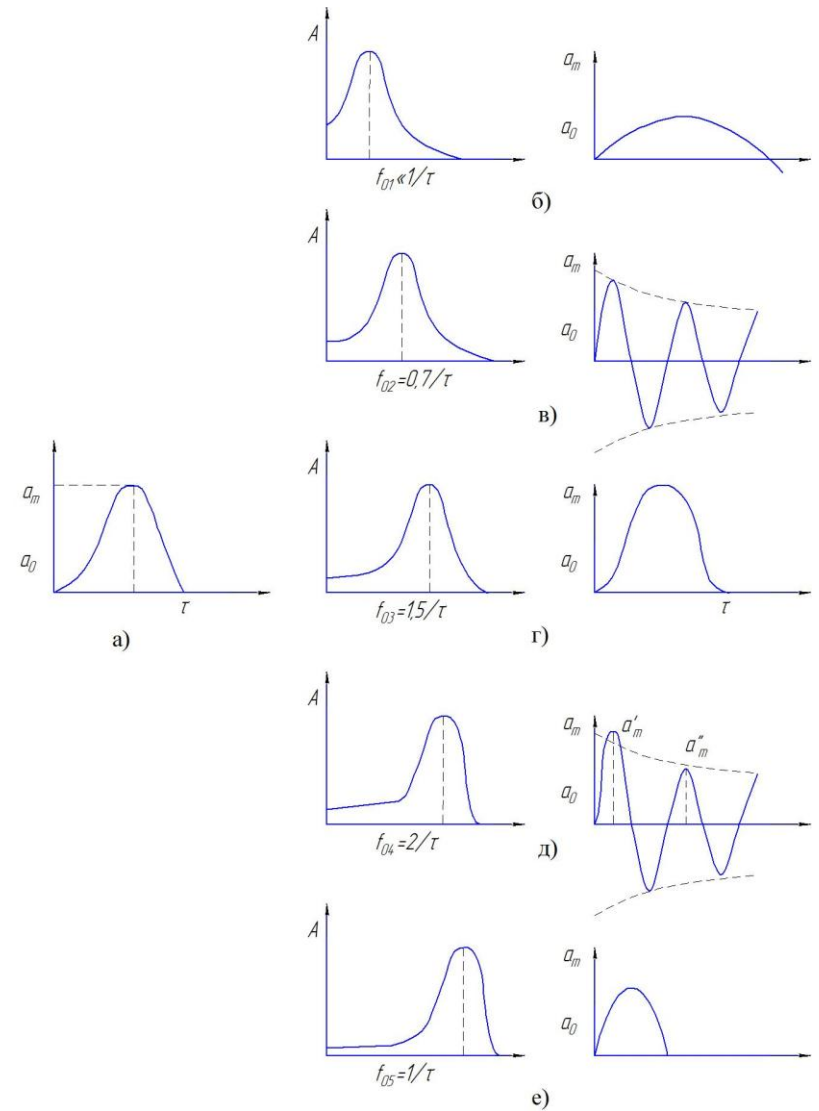 A
a_m
a_0
f_01«1/τ
б)
A
a_m
a_0
f_02=0,7/τ
в)
a_m
a_0
τ
а)
A
a_m
a_0
f_03=1,5/τ
τ
г)
A
a_m
a'_m
a"_m
a_0
f_04=2/τ
д)
A
a_m
a_0
f_05=1/τ
е)